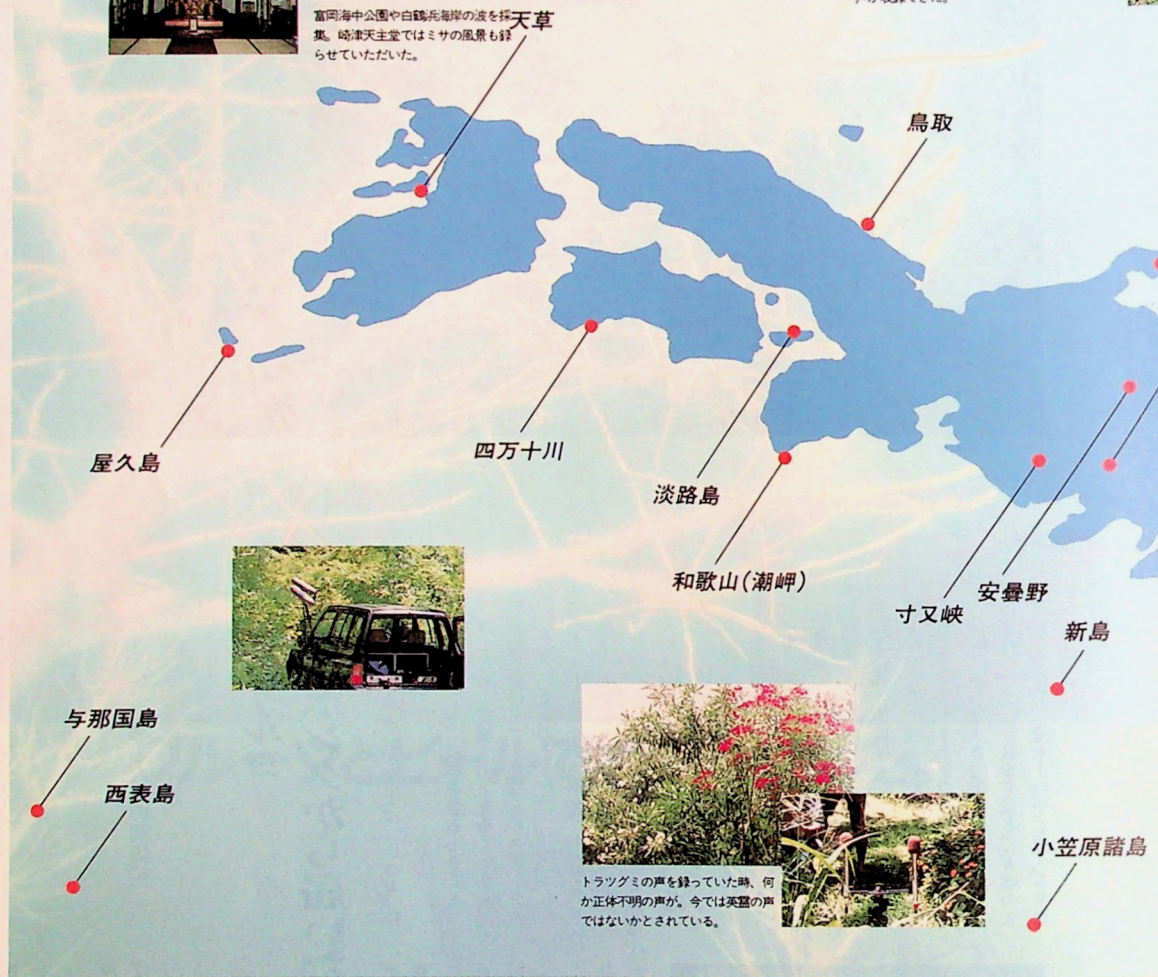 富岡海中公園や白鶴浜海岸の波を採
集。崎津天主堂ではミサの風景も録
らせていただいた。
天草
鳥取
屋久島
四万十川
淡路島
和歌山(潮岬)
寸又峡
安曇野
新島
与那国島
西表島
小笠原諸島
トラツグミの声を録っていた時、何
か正体不明の声が。今では英霊の声
ではないかとされている。